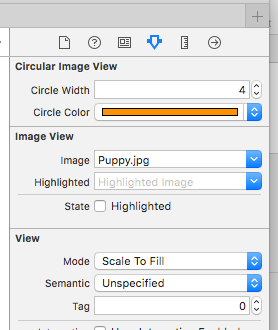 Circular Image View
Circle Width 4
Circle Color
Image View
Image Puppy.jpg
Highlighted Highlighted Image
State Highlighted
View
Mode Scale To Fill
Semantic Unspecified
Tag 0